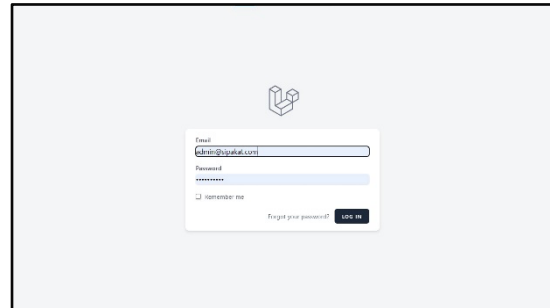 Email
admin@sipakat.com
Password
••••••••••
Remember me
Forgot your password? LOG IN